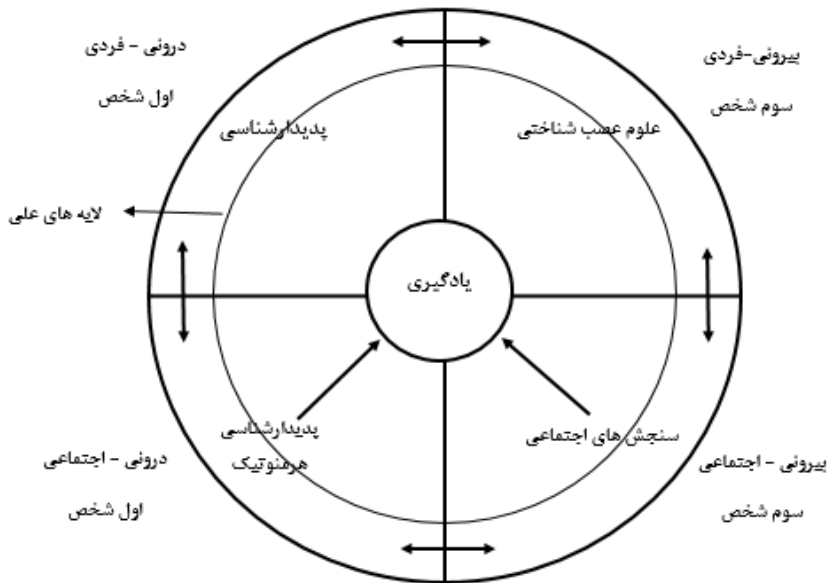 بیرونی-فردی
سوم شخص
درونی - فردی
اول شخص
علوم عصب شناختی
پدیدارشناسی
لایه های علی
یادگیری
سنجش های اجتماعی
پدیدارشناسی
هرمنوتیک
بیرونی - اجتماعی
سوم شخص
درونی - اجتماعی
اول شخص